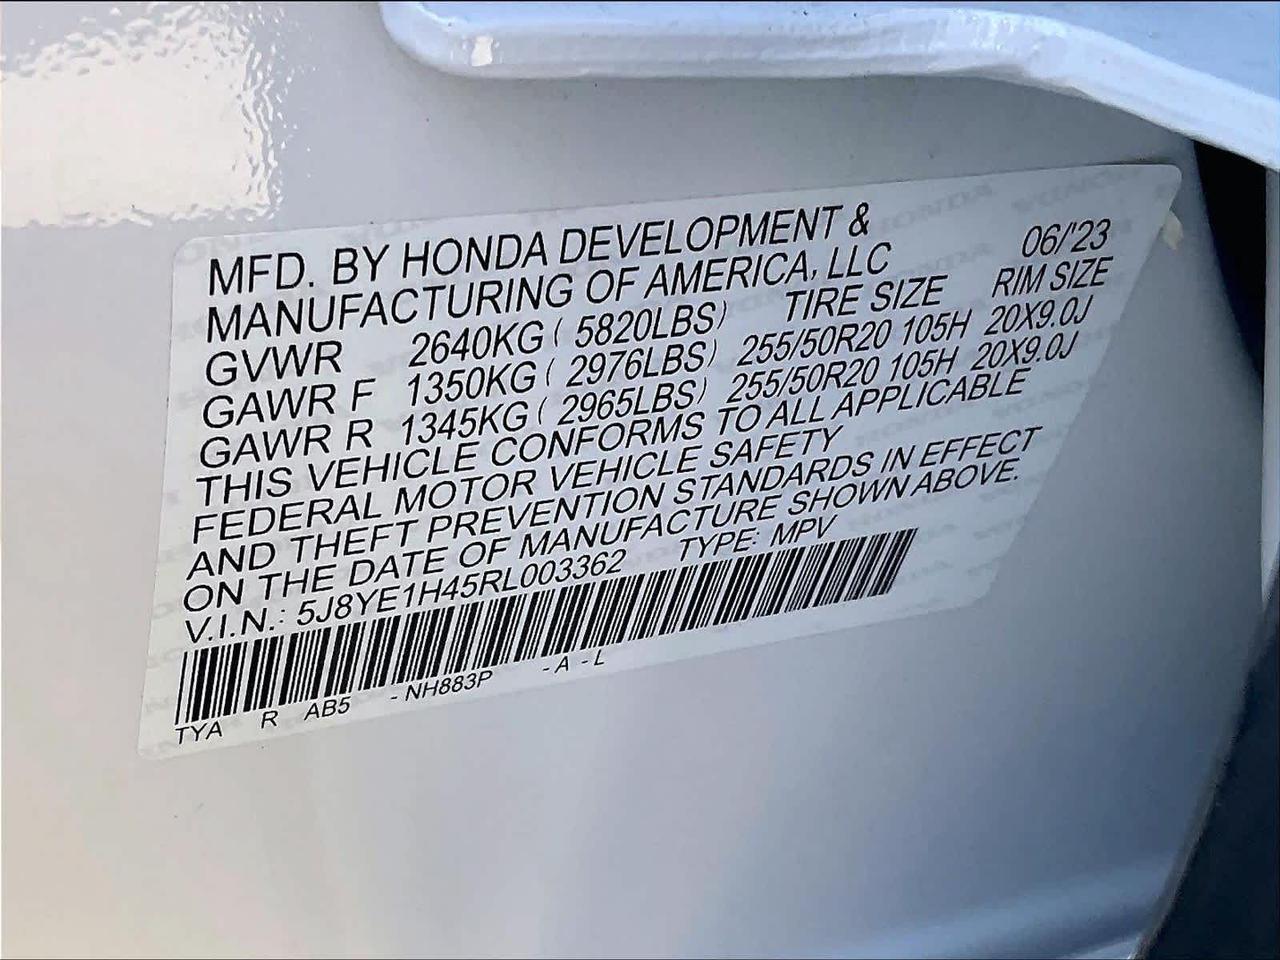 MFD. BY HONDA DEVELOPMENT & 06/'23
MANUFACTURING OF AMERICA, LLC
GVWR 2640KG ( 5820LBS) TIRE SIZE RIM SIZE
GAWR F 1350KG ( 2976LBS) 255/50R20 105H 20X9.0J
GAWR R 1345KG ( 2965LBS) 255/50R20 105H 20X9.0J
THIS VEHICLE CONFORMS TO ALL APPLICABLE
FEDERAL MOTOR VEHICLE SAFETY
AND THEFT PREVENTION STANDARDS IN EFFECT
ON THE DATE OF MANUFACTURE SHOWN ABOVE.
V.I.N.: 5J8YE1H45RL003362 TYPE: MPV
TYA R AB5 - NH883P - A - L